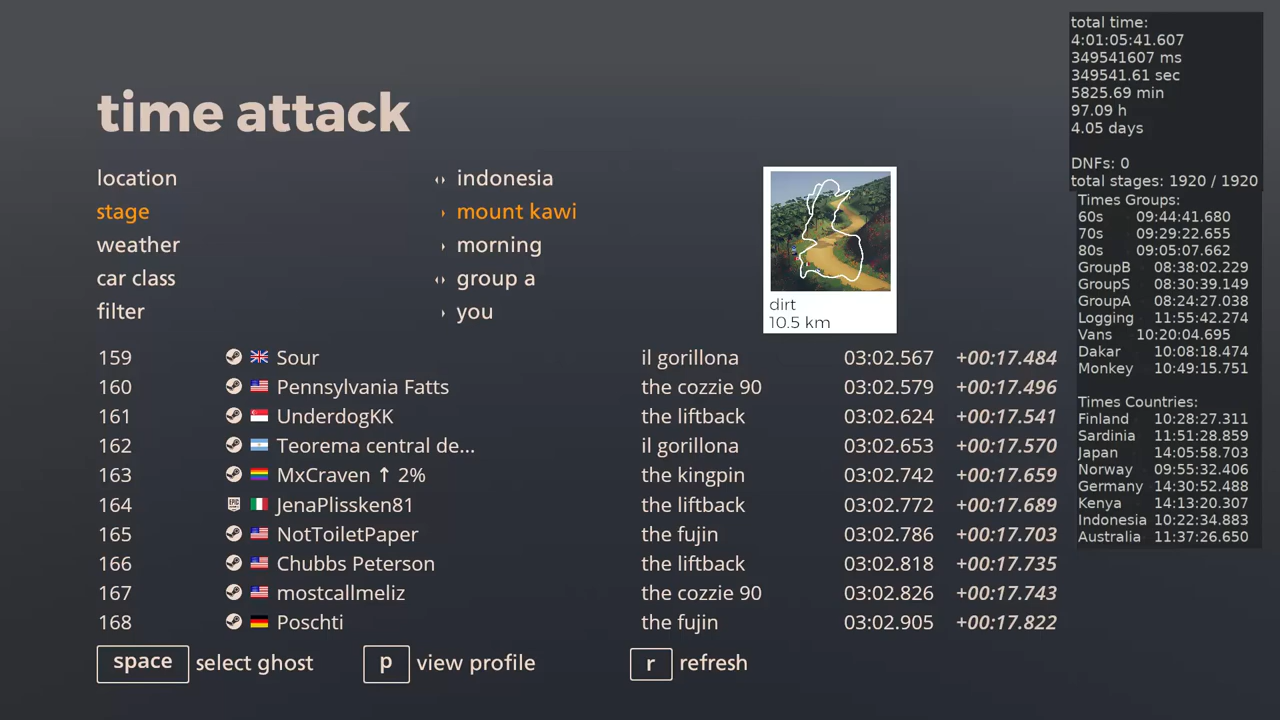 time attack
location indonesia
stage mount kawi
weather morning
car class group a
filter you
dirt
10.5 km
159 Sour il gorillona 03:02.567 +00:17.484
160 Pennsylvania Fatts the cozzie 90 03:02.579 +00:17.496
161 UnderdogKK the liftback 03:02.624 +00:17.541
162 Teorema central de... il gorillona 03:02.653 +00:17.570
163 MxCraven ↑ 2% the kingpin 03:02.742 +00:17.659
164 EPIC JenaPlissken81 the liftback 03:02.772 +00:17.689
165 NotToiletPaper the fujin 03:02.786 +00:17.703
166 Chubbs Peterson the liftback 03:02.818 +00:17.735
167 mostcallmeliz the cozzie 90 03:02.826 +00:17.743
168 Poschti the fujin 03:02.905 +00:17.822
space select ghost p view profile r refresh
total time:
4:01:05:41.607
349541607 ms
349541.61 sec
5825.69 min
97.09 h
4.05 days
DNFs: 0
total stages: 1920 / 1920
Times Groups:
60s 09:44:41.680
70s 09:29:22.655
80s 09:05:07.662
GroupB 08:38:02.229
GroupS 08:30:39.149
GroupA 08:24:27.038
Logging 11:55:42.274
Vans 10:20:04.695
Dakar 10:08:18.474
Monkey 10:49:15.751
Times Countries:
Finland 10:28:27.311
Sardinia 11:51:28.859
Japan 14:05:58.703
Norway 09:55:32.406
Germany 14:30:52.488
Kenya 14:13:20.307
Indonesia 10:22:34.883
Australia 11:37:26.650